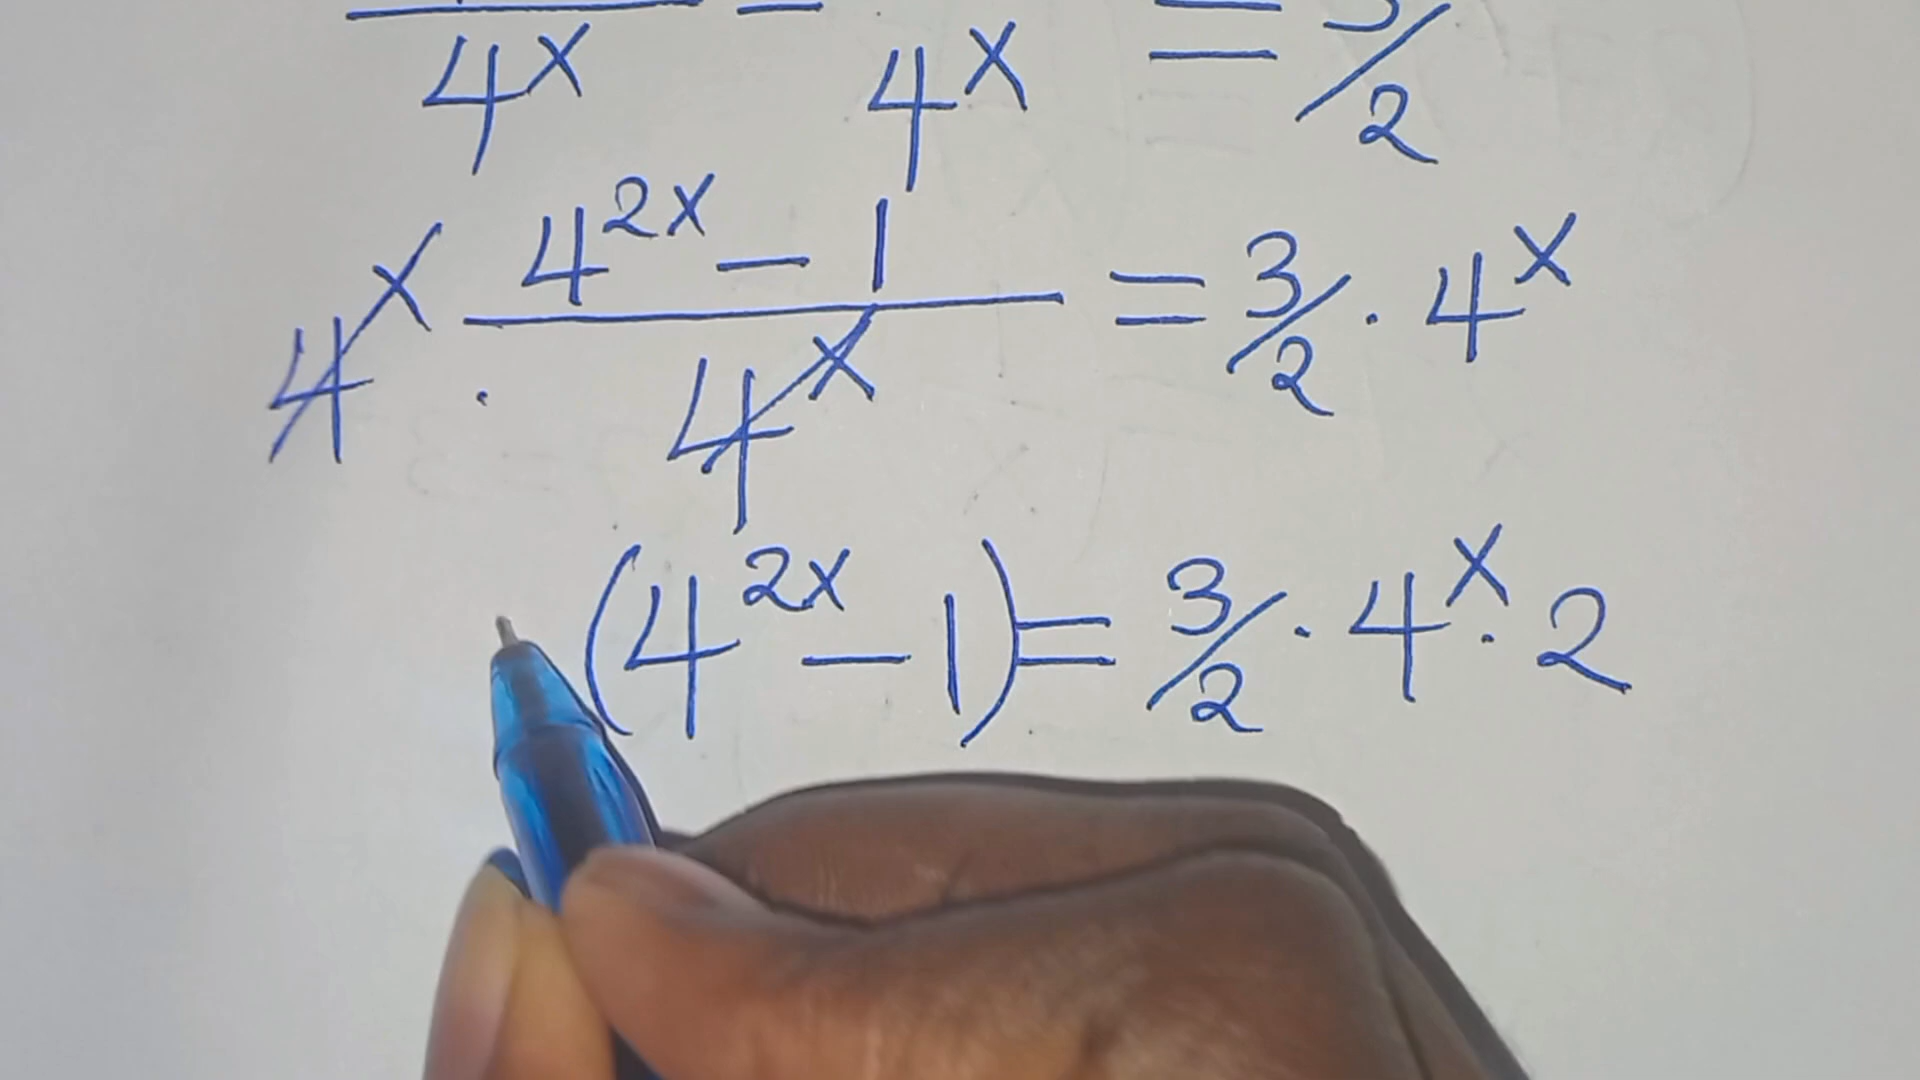 4^x − 4^x = 3/2
4^x · (4^{2x} − 1)/4^x = 3/2 · 4^x
(4^{2x} − 1) = 3/2 · 4^x · 2